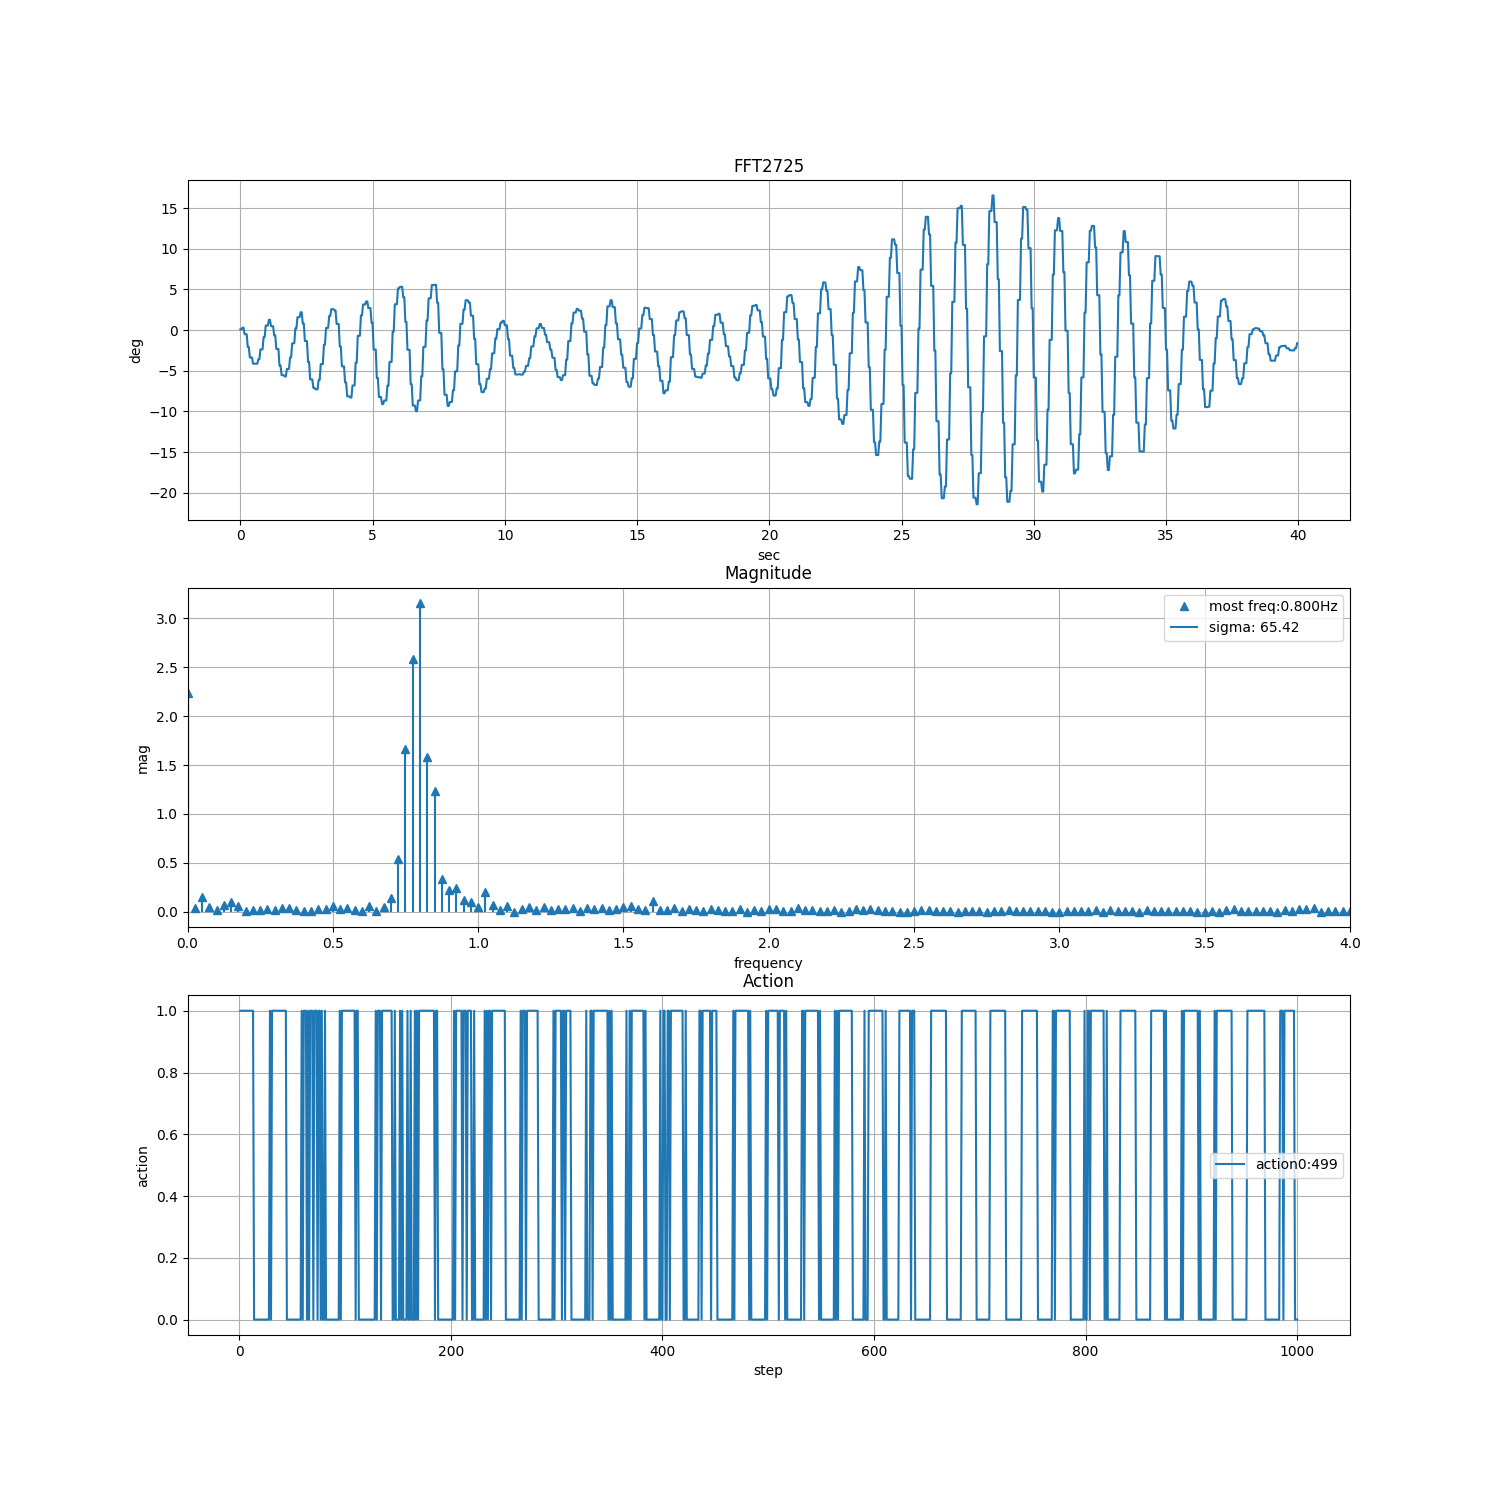 FFT2725
15
10
5
0
−5
−10
−15
−20
deg
0 5 10 15 20 25 30 35 40
sec
Magnitude
most freq:0.800Hz
sigma: 65.42
3.0
2.5
2.0
1.5
1.0
0.5
0.0
mag
0.0 0.5 1.0 1.5 2.0 2.5 3.0 3.5 4.0
frequency
Action
1.0
0.8
0.6
0.4
0.2
0.0
action
action0:499
0 200 400 600 800 1000
step